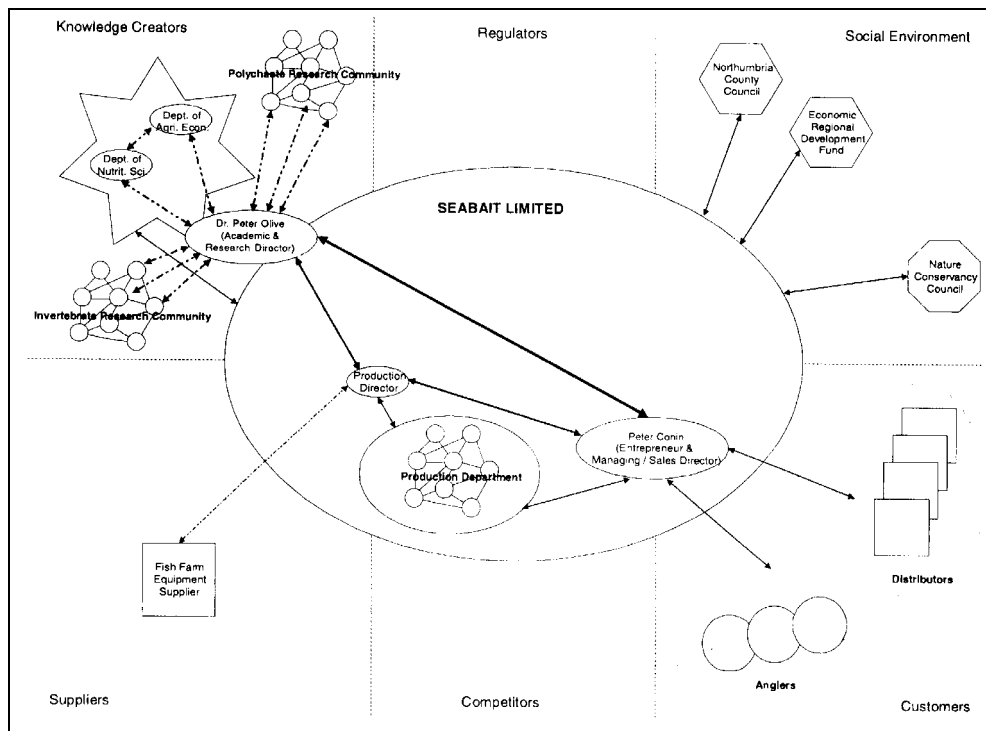 Knowledge Creators
Regulators
Social Environment
Polychaete Research Community
Dept. of
Agri. Econ.
Dept. of
Nutrit. Sci
Northumbria
County
Council
Economic
Regional
Development
Fund
SEABAIT LIMITED
Dr. Peter Olive
(Academic &
Research Director)
Nature
Conservancy
Council
Invertebrate Research Community
Production
Director
Peter Conin
(Entrepreneur &
Managing / Sales Director)
Production Department
Fish Farm
Equipment
Supplier
Distributors
Anglers
Suppliers
Competitors
Customers